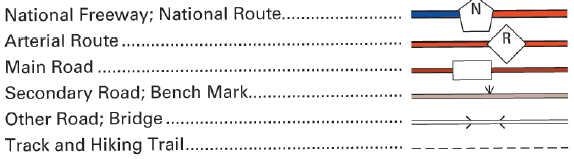 National Freeway; National Route.................... N
Arterial Route.................... R
Main Road....................
Secondary Road; Bench Mark....................
Other Road; Bridge....................
Track and Hiking Trail....................